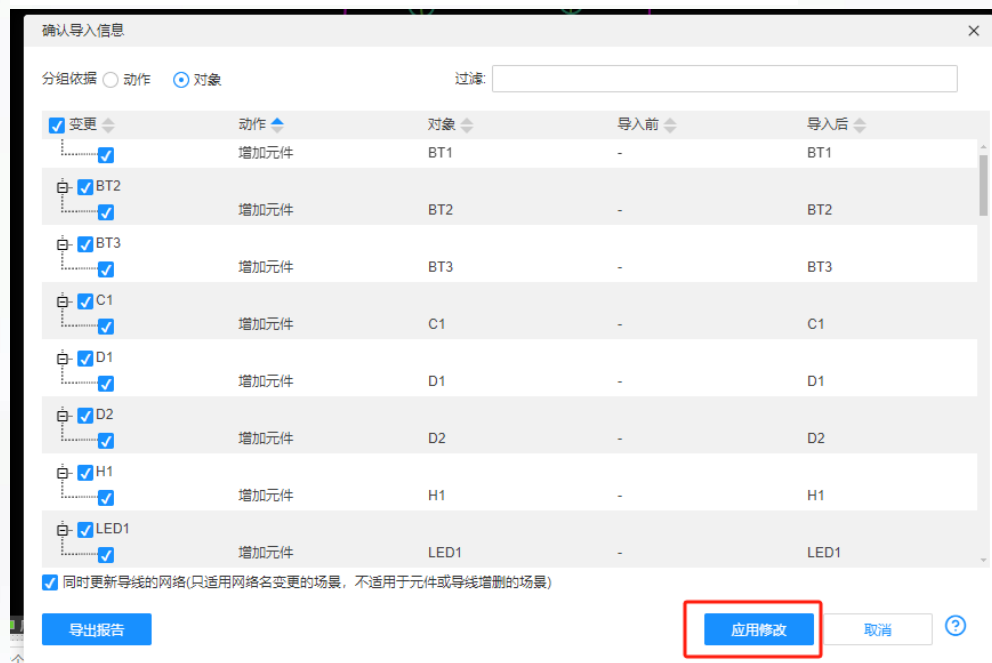 确认导入信息
分组依据 动作 对象 过滤:
变更 动作 对象 导入前 导入后
增加元件 BT1 - BT1
BT2
增加元件 BT2 - BT2
BT3
增加元件 BT3 - BT3
C1
增加元件 C1 - C1
D1
增加元件 D1 - D1
D2
增加元件 D2 - D2
H1
增加元件 H1 - H1
LED1
增加元件 LED1 - LED1
同时更新导线的网络(只适用网络名变更的场景，不适用于元件或导线增删的场景)
导出报告 应用修改 取消 ?